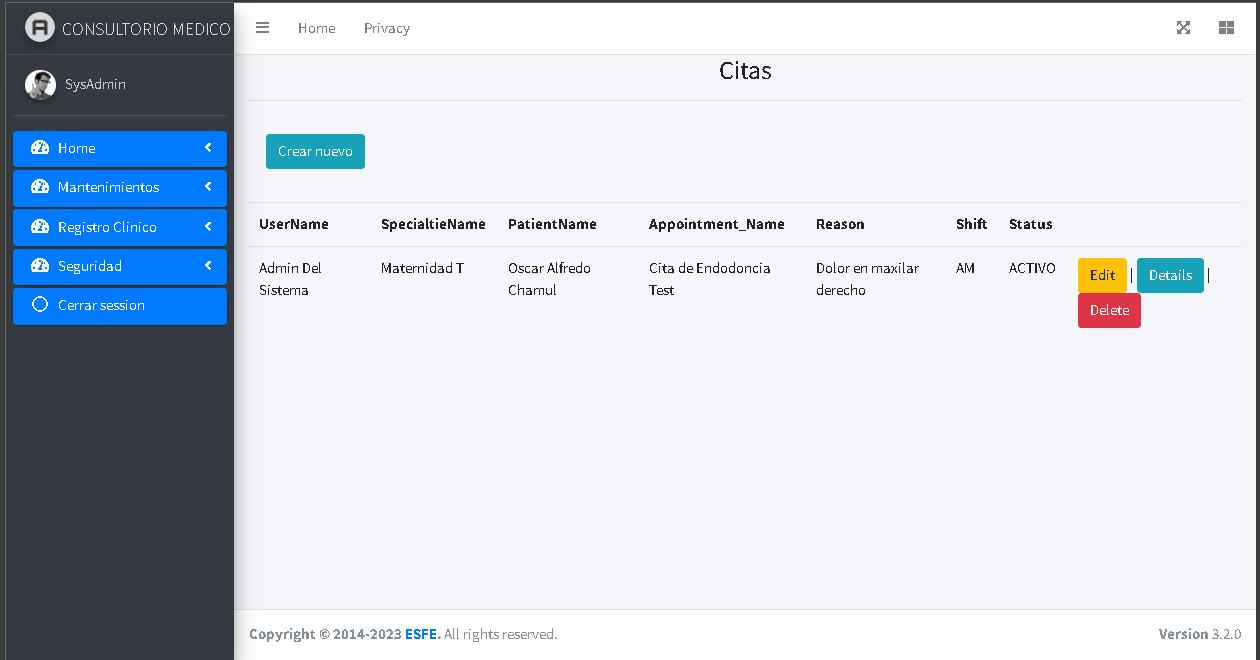 CONSULTORIO MEDICO
Home
Privacy
SysAdmin
Home
Mantenimientos
Registro Clinico
Seguridad
Cerrar session
Citas
Crear nuevo
UserName SpecialtieName PatientName Appointment_Name Reason Shift Status
Admin Del Maternidad T Oscar Alfredo Cita de Endodoncia Dolor en maxilar AM ACTIVO Edit | Details |
Sistema Chamul Test derecho Delete
Copyright © 2014-2023 ESFE. All rights reserved.
Version 3.2.0